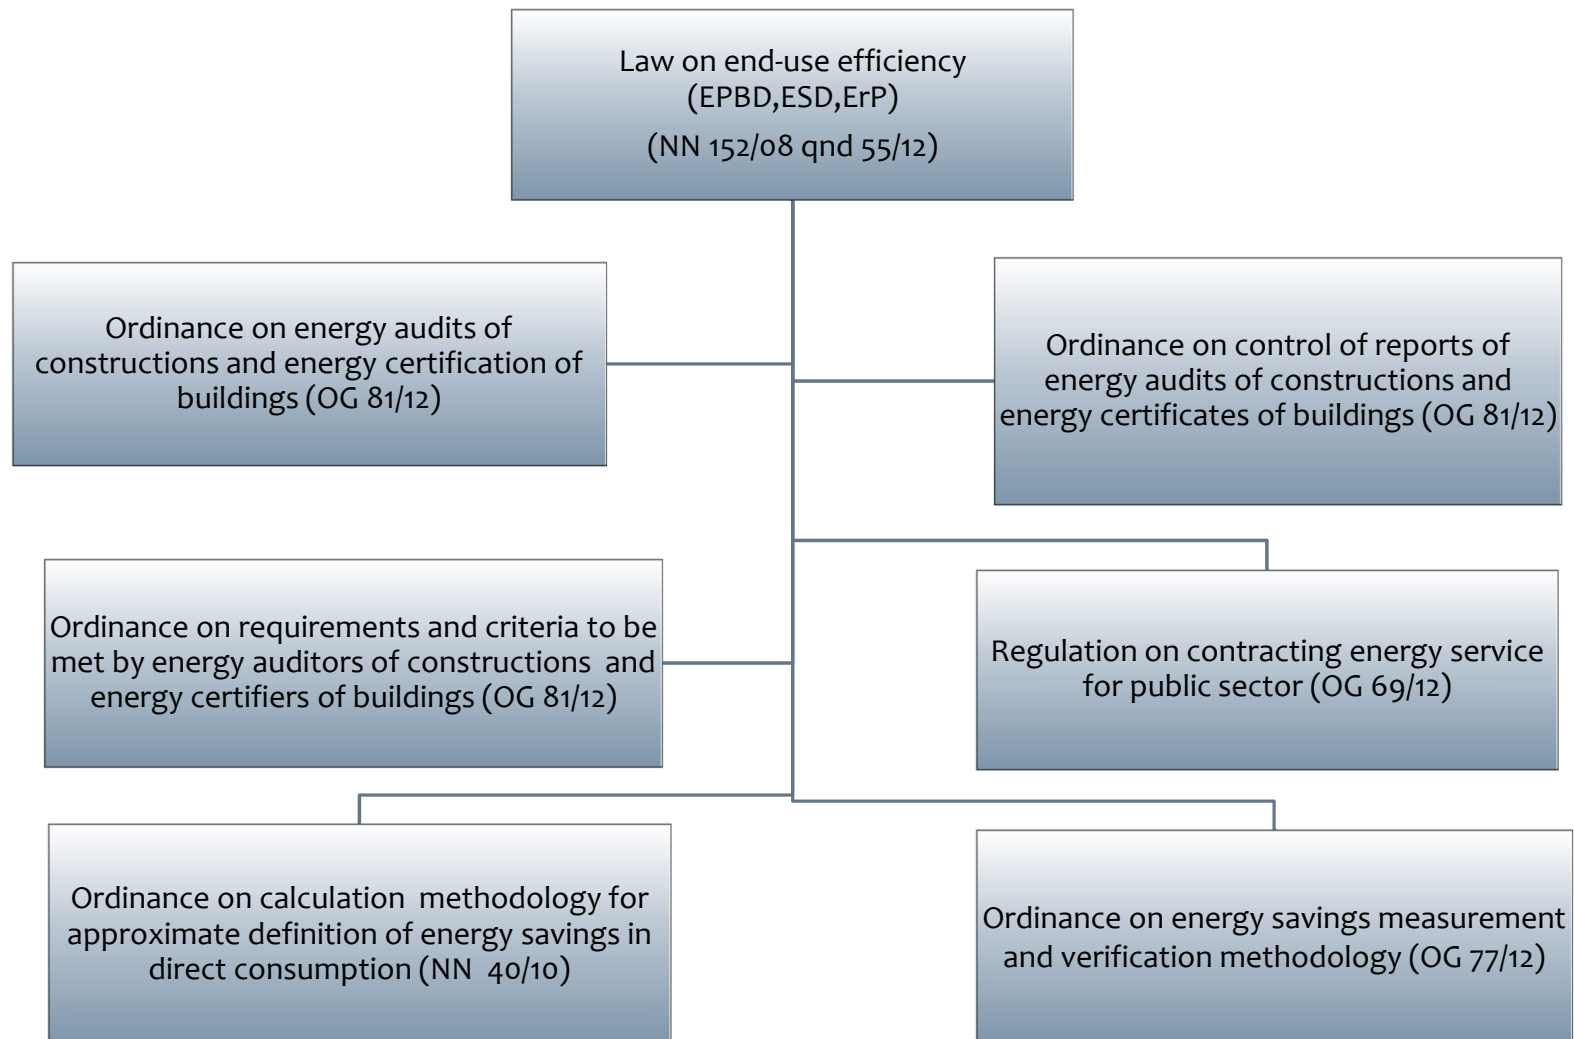 Law on end-use efficiency
(EPBD,ESD,ErP)
(NN 152/08 qnd 55/12)
Ordinance on energy audits of
constructions and energy certification of
buildings (OG 81/12)
Ordinance on control of reports of
energy audits of constructions and
energy certificates of buildings (OG 81/12)
Ordinance on requirements and criteria to be
met by energy auditors of constructions and
energy certifiers of buildings (OG 81/12)
Regulation on contracting energy service
for public sector (OG 69/12)
Ordinance on calculation methodology for
approximate definition of energy savings in
direct consumption (NN 40/10)
Ordinance on energy savings measurement
and verification methodology (OG 77/12)